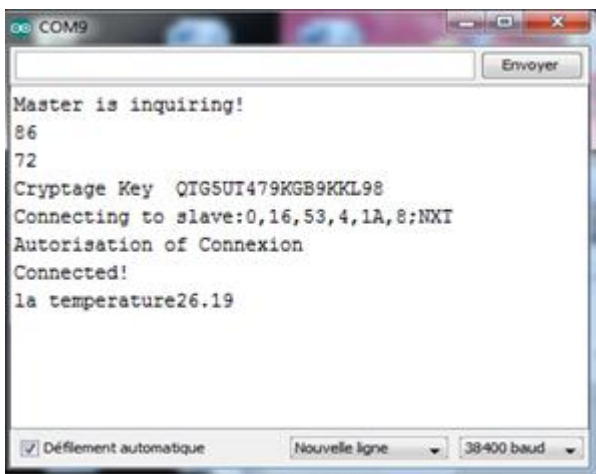 COM9
Envoyer
Master is inquiring!
86
72
Cryptage Key  QTG5UT479KGB9KKL98
Connecting to slave:0,16,53,4,1A,8;NXT
Autorisation of Connexion
Connected!
la temperature26.19
Défilement automatique
Nouvelle ligne
38400 baud